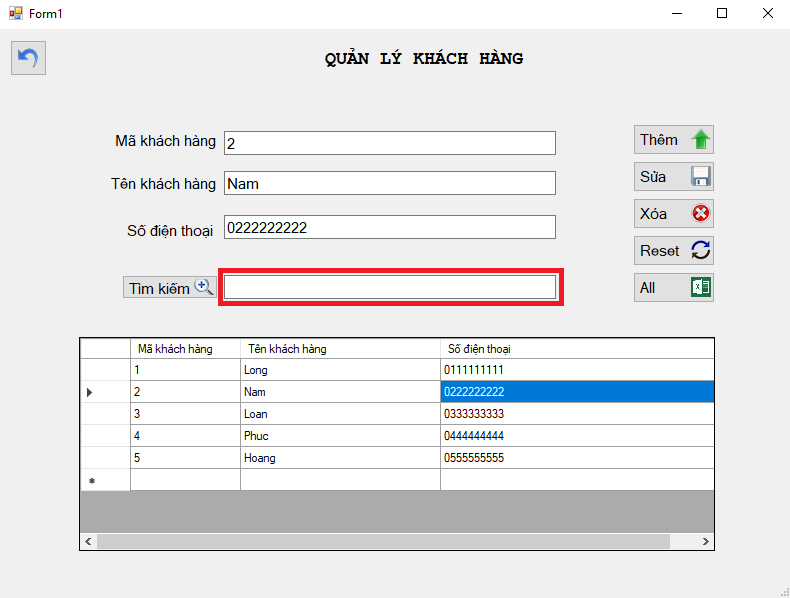 Form1
QUẢN LÝ KHÁCH HÀNG
Mã khách hàng 2
Thêm
Tên khách hàng Nam
Sửa
Số điện thoại 0222222222
Xóa
Reset
Tìm kiếm
All
Mã khách hàng Tên khách hàng Số điện thoại
1 Long 0111111111
2 Nam 0222222222
3 Loan 0333333333
4 Phuc 0444444444
5 Hoang 0555555555